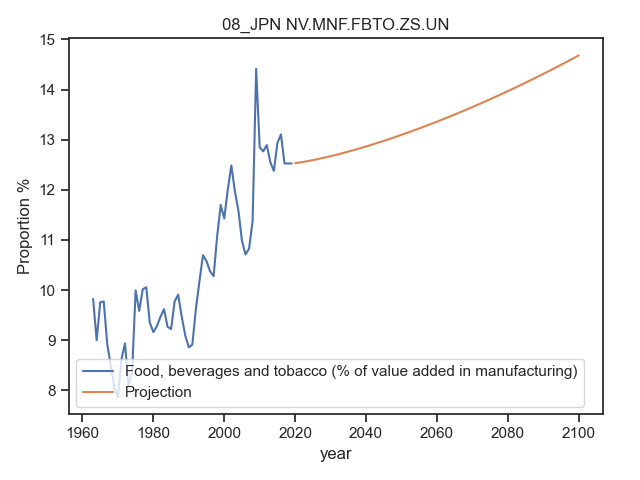 08_JPN NV.MNF.FBTO.ZS.UN
15
14
13
12
11
10
9
8
Proportion %
Food, beverages and tobacco (% of value added in manufacturing)
Projection
1960 1980 2000 2020 2040 2060 2080 2100
year